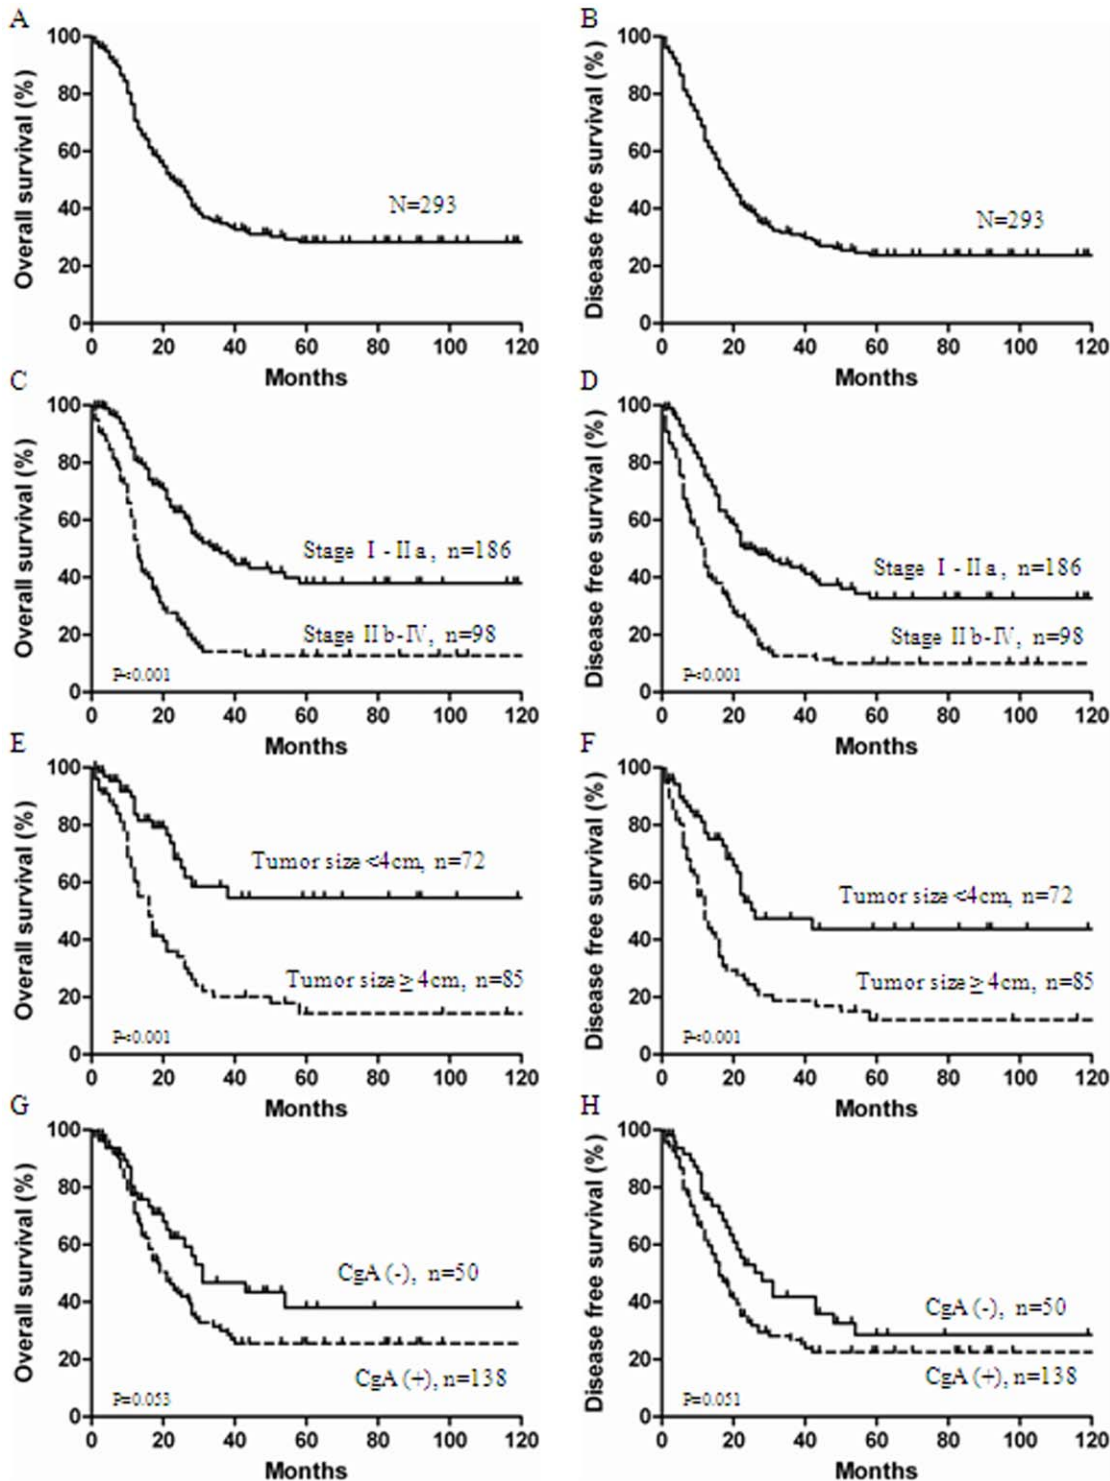 A
Overall survival (%)
100
80
60
40
20
0
N=293
0 20 40 60 80 100 120
Months
B
Disease free survival (%)
100
80
60
40
20
0
N=293
0 20 40 60 80 100 120
Months
C
Overall survival (%)
100
80
60
40
20
0
Stage I - IIa, n=186
Stage IIb-IV, n=98
P<0.001
0 20 40 60 80 100 120
Months
D
Disease free survival (%)
100
80
60
40
20
0
Stage I - IIa, n=186
Stage IIb-IV, n=98
P<0.001
0 20 40 60 80 100 120
Months
E
Overall survival (%)
100
80
60
40
20
0
Tumor size <4cm, n=72
Tumor size ≥ 4cm, n=85
P<0.001
0 20 40 60 80 100 120
Months
F
Disease free survival (%)
100
80
60
40
20
0
Tumor size <4cm, n=72
Tumor size ≥ 4cm, n=85
P<0.001
0 20 40 60 80 100 120
Months
G
Overall survival (%)
100
80
60
40
20
0
CgA (-), n=50
CgA (+), n=138
P=0.053
0 20 40 60 80 100 120
Months
H
Disease free survival (%)
100
80
60
40
20
0
CgA (-), n=50
CgA (+), n=138
P=0.051
0 20 40 60 80 100 120
Months